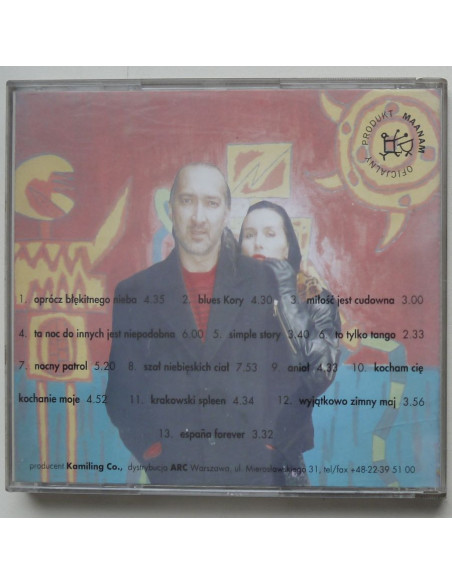 OFICJALNY PRODUKT MAANAM
1. oprócz błękitnego nieba 4.35 2. blues Kory 4.30 3. miłość jest cudowna 3.00
4. ta noc do innych jest niepodobna 6.00 5. simple story 3.40 6. to tylko tango 2.33
7. nocny patrol 5.20 8. szał niebieskich ciał 7.53 9. anioł 4.33 10. kocham cię
kochanie moje 4.52 11. krakowski spleen 4.34 12. wyjątkowo zimny maj 3.56
13. españa forever 3.32
producent Kamiling Co., dystrybucja ARC Warszawa, ul. Mierosławskiego 31, tel/fax +48-22-39 51 00